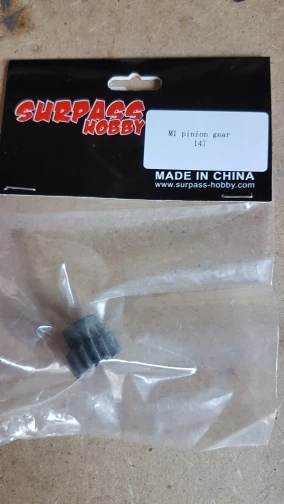 SURPASS
HOBBY
M1 pinion gear
14T
MADE IN CHINA
www.surpass-hobby.com